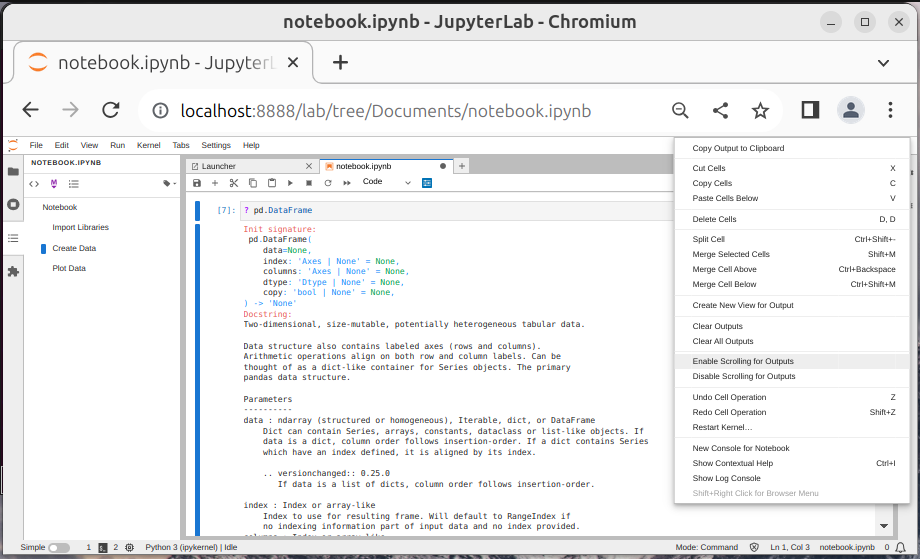 notebook.ipynb - JupyterLab - Chromium
notebook.ipynb - JupyterL
localhost:8888/lab/tree/Documents/notebook.ipynb
File Edit View Run Kernel Tabs Settings Help
NOTEBOOK.IPYNB
Notebook
Import Libraries
Create Data
Plot Data
Launcher
notebook.ipynb
Code
[7]: ? pd.DataFrame
Init signature:
pd.DataFrame(
data=None,
index: 'Axes | None' = None,
columns: 'Axes | None' = None,
dtype: 'Dtype | None' = None,
copy: 'bool | None' = None,
) -> 'None'
Docstring:
Two-dimensional, size-mutable, potentially heterogeneous tabular data.
Data structure also contains labeled axes (rows and columns).
Arithmetic operations align on both row and column labels. Can be
thought of as a dict-like container for Series objects. The primary
pandas data structure.
Parameters
----------
data : ndarray (structured or homogeneous), Iterable, dict, or DataFrame
Dict can contain Series, arrays, constants, dataclass or list-like objects. If
data is a dict, column order follows insertion-order. If a dict contains Series
which have an index defined, it is aligned by its index.
.. versionchanged:: 0.25.0
If data is a list of dicts, column order follows insertion-order.
index : Index or array-like
Index to use for resulting frame. Will default to RangeIndex if
no indexing information part of input data and no index provided.
Copy Output to Clipboard
Cut Cells X
Copy Cells C
Paste Cells Below V
Delete Cells D, D
Split Cell Ctrl+Shift+-
Merge Selected Cells Shift+M
Merge Cell Above Ctrl+Backspace
Merge Cell Below Ctrl+Shift+M
Create New View for Output
Clear Outputs
Clear All Outputs
Enable Scrolling for Outputs
Disable Scrolling for Outputs
Undo Cell Operation Z
Redo Cell Operation Shift+Z
Restart Kernel…
New Console for Notebook
Show Contextual Help Ctrl+I
Show Log Console
Shift+Right Click for Browser Menu
Simple 1 2 Python 3 (ipykernel) | Idle Mode: Command Ln 1, Col 3 notebook.ipynb 0